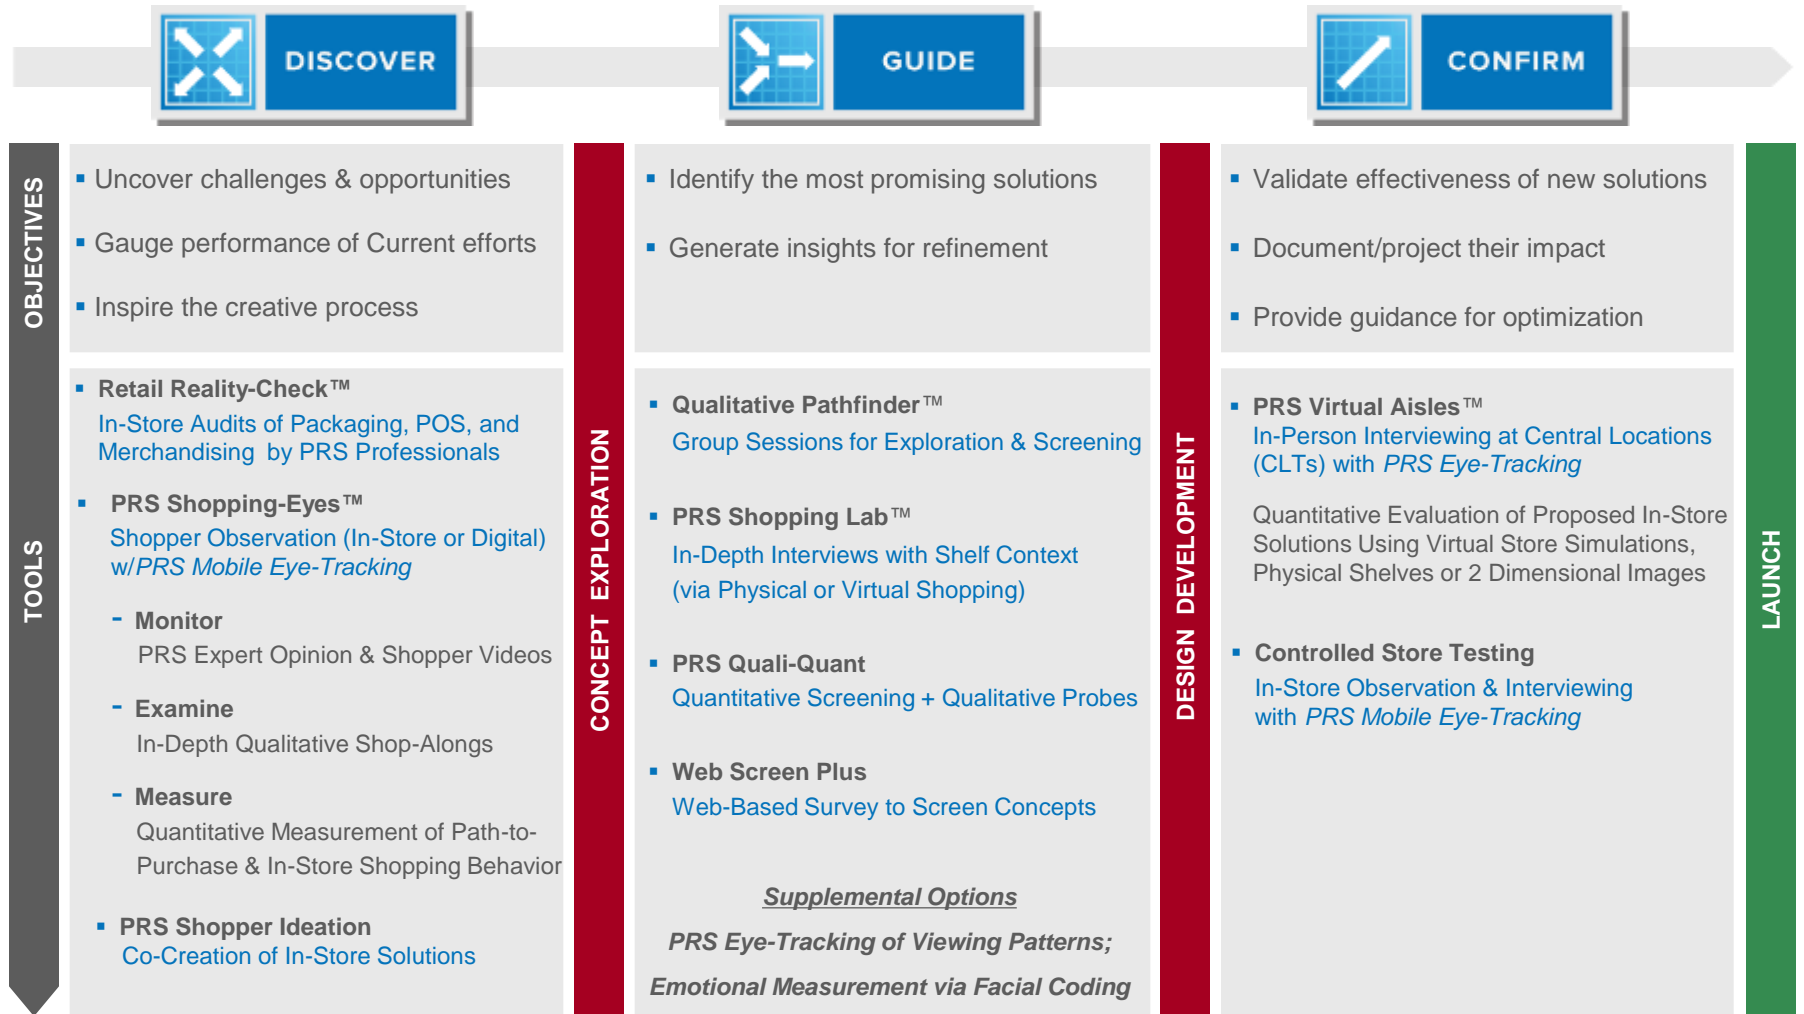 DISCOVER
GUIDE
CONFIRM
OBJECTIVES
▪ Uncover challenges & opportunities
▪ Gauge performance of Current efforts
▪ Inspire the creative process
▪ Identify the most promising solutions
▪ Generate insights for refinement
▪ Validate effectiveness of new solutions
▪ Document/project their impact
▪ Provide guidance for optimization
TOOLS
▪ Retail Reality-Check™
In-Store Audits of Packaging, POS, and
Merchandising by PRS Professionals
▪ PRS Shopping-Eyes™
Shopper Observation (In-Store or Digital)
w/PRS Mobile Eye-Tracking
- Monitor
PRS Expert Opinion & Shopper Videos
- Examine
In-Depth Qualitative Shop-Alongs
- Measure
Quantitative Measurement of Path-to-
Purchase & In-Store Shopping Behavior
▪ PRS Shopper Ideation
Co-Creation of In-Store Solutions
CONCEPT EXPLORATION
▪ Qualitative Pathfinder™
Group Sessions for Exploration & Screening
▪ PRS Shopping Lab™
In-Depth Interviews with Shelf Context
(via Physical or Virtual Shopping)
▪ PRS Quali-Quant
Quantitative Screening + Qualitative Probes
▪ Web Screen Plus
Web-Based Survey to Screen Concepts
Supplemental Options
PRS Eye-Tracking of Viewing Patterns;
Emotional Measurement via Facial Coding
DESIGN DEVELOPMENT
▪ PRS Virtual Aisles™
In-Person Interviewing at Central Locations
(CLTs) with PRS Eye-Tracking
Quantitative Evaluation of Proposed In-Store
Solutions Using Virtual Store Simulations,
Physical Shelves or 2 Dimensional Images
▪ Controlled Store Testing
In-Store Observation & Interviewing
with PRS Mobile Eye-Tracking
LAUNCH